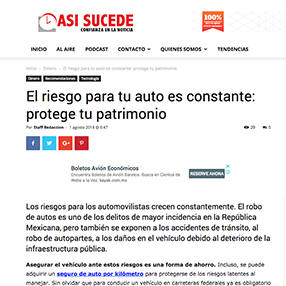 ASI SUCEDE
CONFIANZA EN LA NOTICIA
100%
INICIO AL AIRE PODCAST CONTACTO QUIENES SOMOS TENDENCIAS
Inicio Dinero El riesgo para tu auto es constante: protege tu patrimonio
Dinero Recomendaciones Tecnología
El riesgo para tu auto es constante:
protege tu patrimonio
Por Staff Redaccion - 1 agosto 2018 @ 6:47 20 0
Boletos Avión Económicos
Encuentra Boletos de Avión Baratos. Busca en Cientos de
Webs a la Vez. kayak.com.mx
RESERVE AHORA
Los riesgos para los automovilistas crecen constantemente. El robo
de autos es uno de los delitos de mayor incidencia en la República
Mexicana, pero también se exponen a los accidentes de tránsito, al
robo de autopartes, a los daños en el vehículo debido al deterioro de la
infraestructura pública.
Asegurar el vehículo ante estos riesgos es una forma de ahorro. Incluso, se puede
adquirir un seguro de auto por kilómetro para protegerse de los riesgos latentes al
manejar. Sin olvidar que para conducir un vehículo en carreteras federales ya es obligatorio